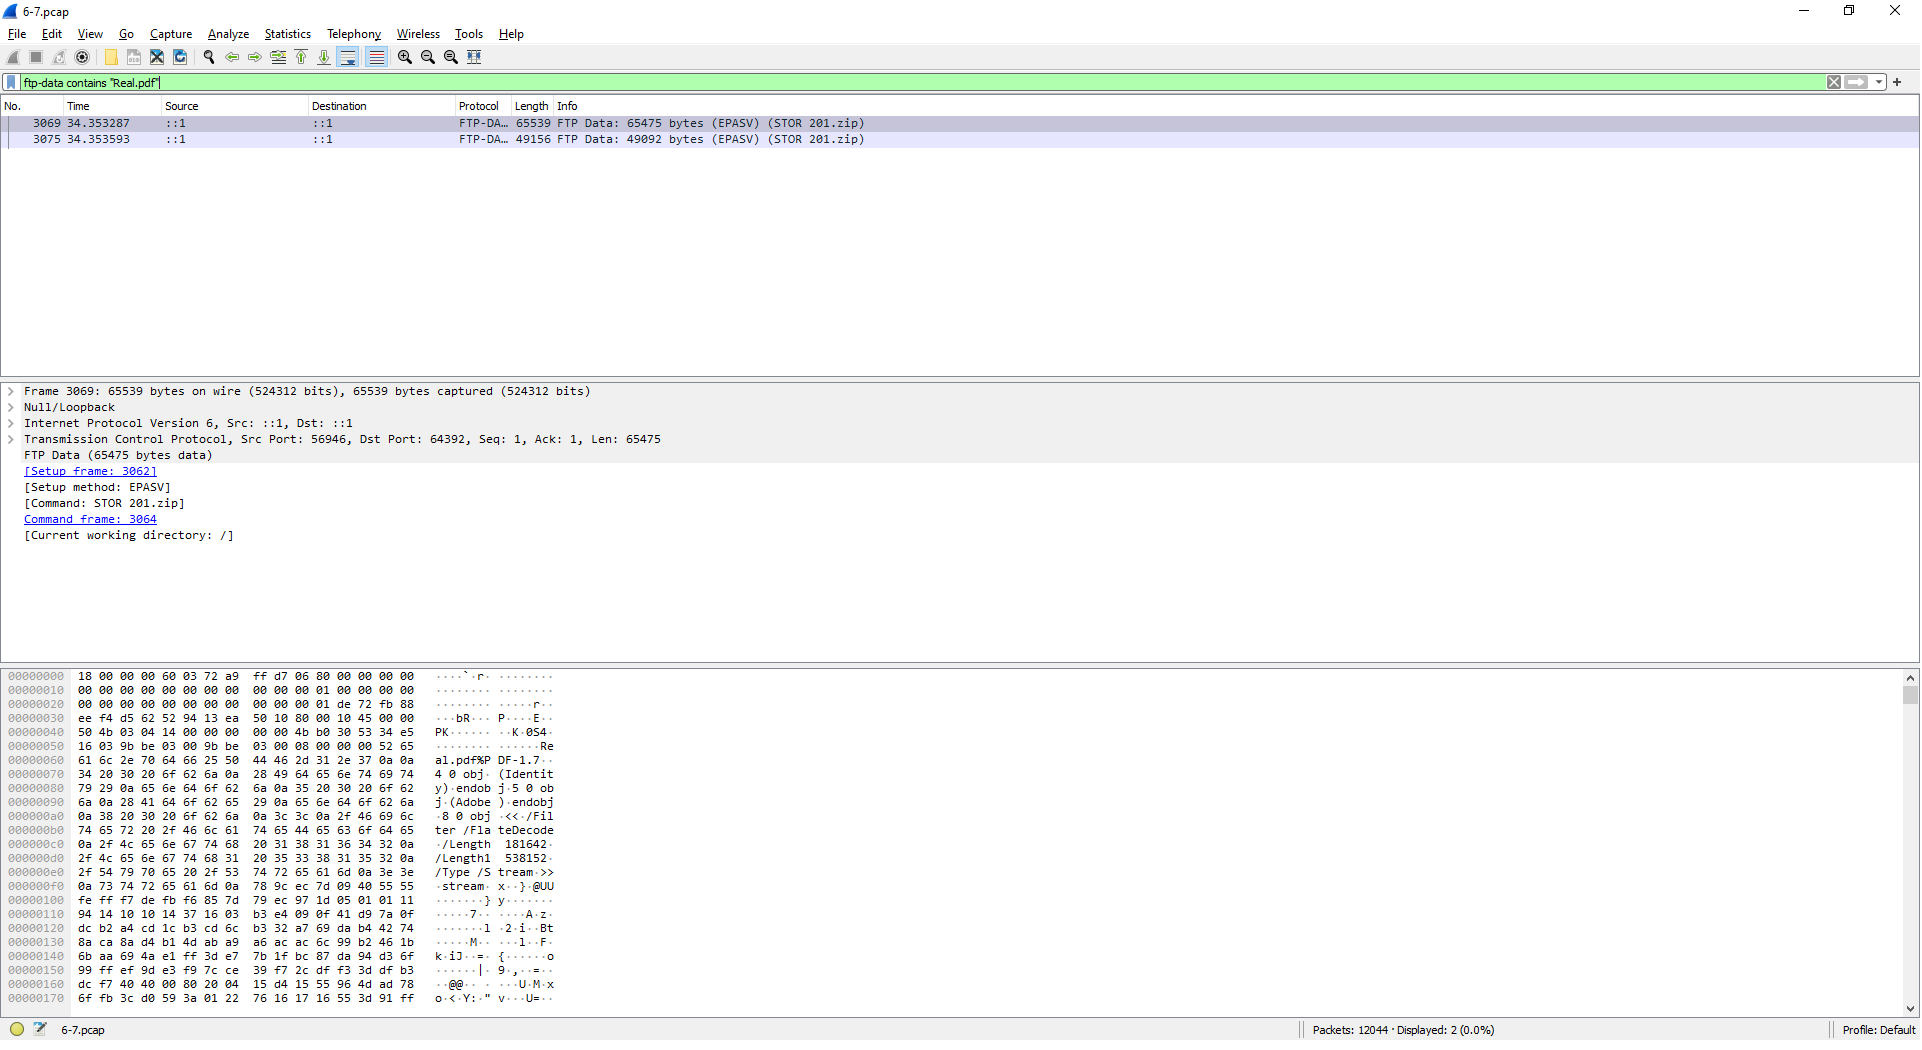 6-7.pcap
File Edit View Go Capture Analyze Statistics Telephony Wireless Tools Help
ftp-data contains "Real.pdf"
No. Time Source Destination Protocol Length Info
3069 34.353287 ::1 ::1 FTP-DA… 65539 FTP Data: 65475 bytes (EPASV) (STOR 201.zip)
3075 34.353593 ::1 ::1 FTP-DA… 49156 FTP Data: 49092 bytes (EPASV) (STOR 201.zip)
Frame 3069: 65539 bytes on wire (524312 bits), 65539 bytes captured (524312 bits)
Null/Loopback
Internet Protocol Version 6, Src: ::1, Dst: ::1
Transmission Control Protocol, Src Port: 56946, Dst Port: 64392, Seq: 1, Ack: 1, Len: 65475
FTP Data (65475 bytes data)
[Setup frame: 3062]
[Setup method: EPASV]
[Command: STOR 201.zip]
Command frame: 3064
[Current working directory: /]
00000000 18 00 00 00 60 03 72 a9 ff d7 06 80 00 00 00 00 ····`·r· ········
00000010 00 00 00 00 00 00 00 00 00 00 00 01 00 00 00 00 ········ ········
00000020 00 00 00 00 00 00 00 00 00 00 00 01 de 72 fb 88 ········ ·····r··
00000030 ee f4 d5 62 52 94 13 ea 50 10 80 00 10 45 00 00 ···bR··· P····E··
00000040 50 4b 03 04 14 00 00 00 00 00 4b b0 30 53 34 e5 PK······ ··K·0S4·
00000050 16 03 9b be 03 00 9b be 03 00 08 00 00 00 52 65 ········ ······Re
00000060 61 6c 2e 70 64 66 25 50 44 46 2d 31 2e 37 0a 0a al.pdf%P DF-1.7··
00000070 34 20 30 20 6f 62 6a 0a 28 49 64 65 6e 74 69 74 4 0 obj· (Identit
00000080 79 29 0a 65 6e 64 6f 62 6a 0a 35 20 30 20 6f 62 y)·endob j·5 0 ob
00000090 6a 0a 28 41 64 6f 62 65 29 0a 65 6e 64 6f 62 6a j·(Adobe )·endobj
000000a0 0a 38 20 30 20 6f 62 6a 0a 3c 3c 0a 2f 46 69 6c ·8 0 obj ·<<·/Fil
000000b0 74 65 72 20 2f 46 6c 61 74 65 44 65 63 6f 64 65 ter /Fla teDecode
000000c0 0a 2f 4c 65 6e 67 74 68 20 31 38 31 36 34 32 0a ·/Length 181642·
000000d0 2f 4c 65 6e 67 74 68 31 20 35 33 38 31 35 32 0a /Length1 538152·
000000e0 2f 54 79 70 65 20 2f 53 74 72 65 61 6d 0a 3e 3e /Type /S tream·>>
000000f0 0a 73 74 72 65 61 6d 0a 78 9c ec 7d 09 40 55 55 ·stream· x··}·@UU
00000100 fe ff f7 de fb f6 85 7d 79 ec 97 1d 05 01 01 11 ·······} y·······
00000110 94 14 10 10 14 37 16 03 b3 e4 09 0f 41 d9 7a 0f ·····7·· ····A·z·
00000120 dc b2 a4 cd 1c b3 cd 6c b3 32 a7 69 da b4 42 74 ·······l ·2·i··Bt
00000130 8a ca 8a d4 b1 4d ab a9 a6 ac ac 6c 99 b2 46 1b ·····M·· ···l··F·
00000140 6b aa 69 4a e1 ff 3d e7 7b 1f bc 87 da 94 d3 6f k·iJ··=· {······o
00000150 99 ff ef 9d e3 f9 7c ce 39 f7 2c df f3 3d df b3 ······|· 9·,··=··
00000160 dc f7 40 40 00 80 20 04 15 d4 15 55 96 4d ad 78 ··@@·· · ···U·M·x
00000170 6f fb 3c d0 59 3a 01 22 76 16 17 16 55 3d 91 ff o·<·Y:·" v···U=··
6-7.pcap
Packets: 12044 · Displayed: 2 (0.0%)
Profile: Default